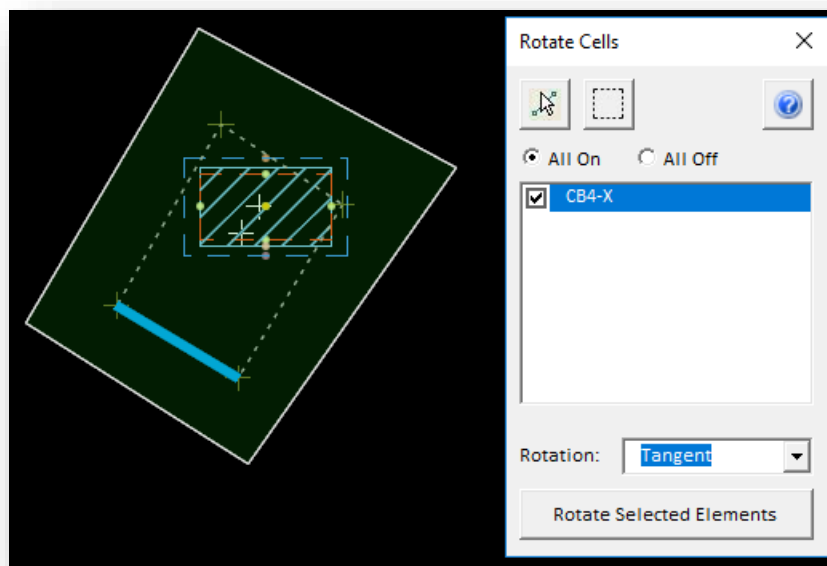 Rotate Cells
All On All Off
CB4-X
Rotation: Tangent
Rotate Selected Elements